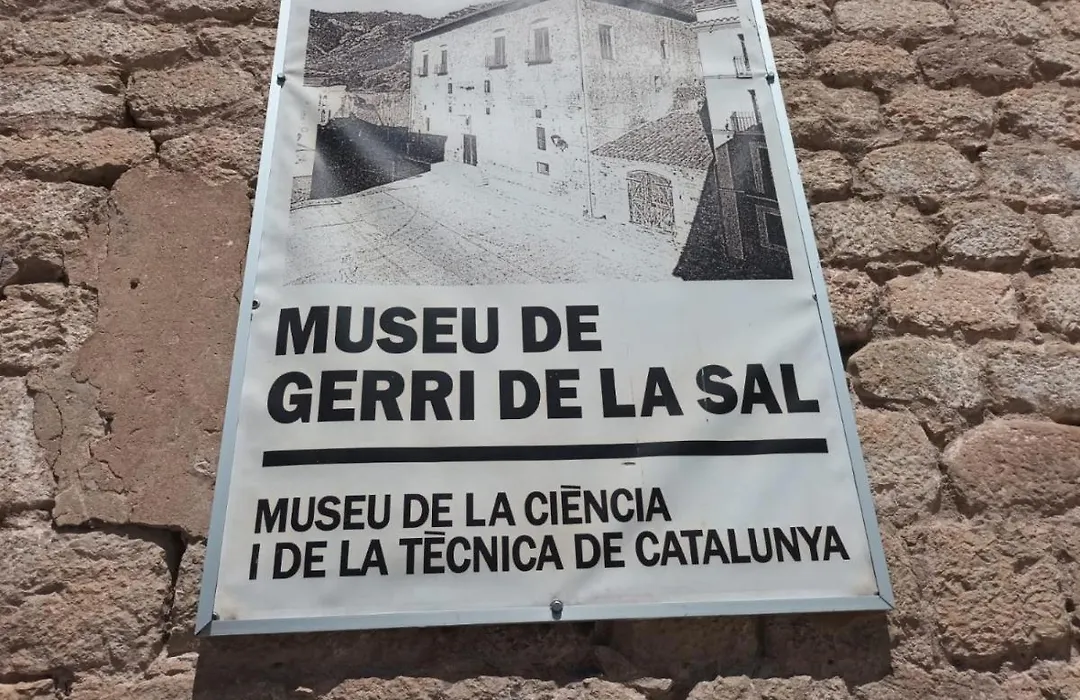 MUSEU DE
GERRI DE LA SAL
MUSEU DE LA CIÈNCIA
I DE LA TÈCNICA DE CATALUNYA